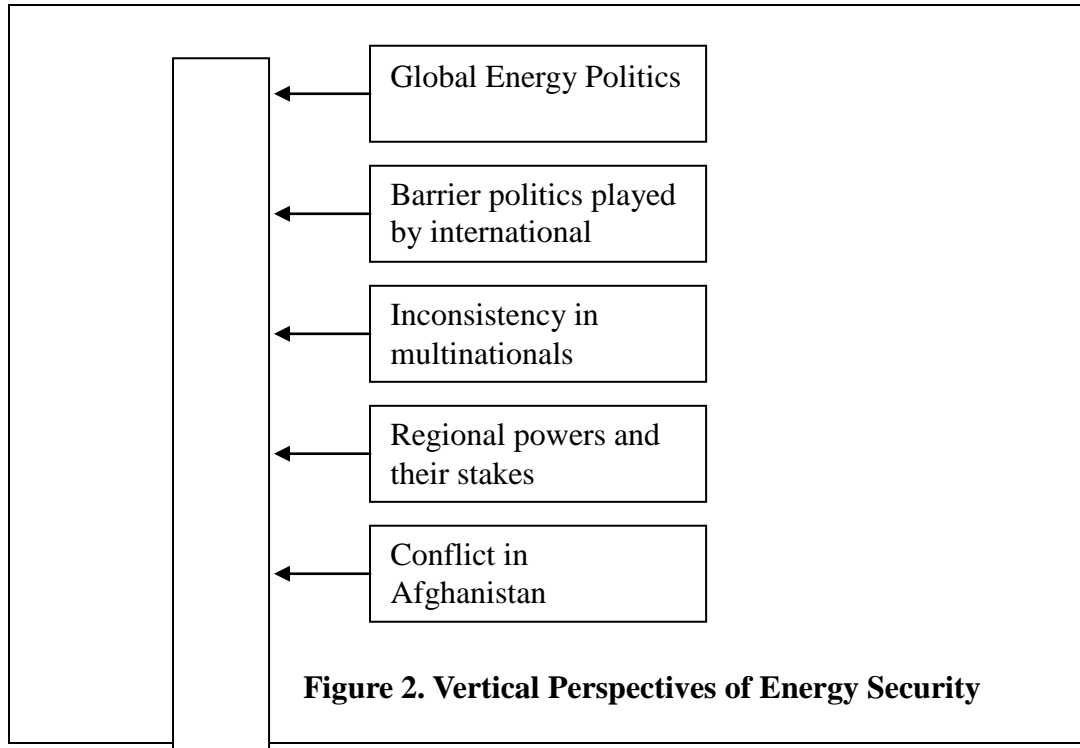 Global Energy Politics
Barrier politics played
by international
Inconsistency in
multinationals
Regional powers and
their stakes
Conflict in
Afghanistan
Figure 2. Vertical Perspectives of Energy Security